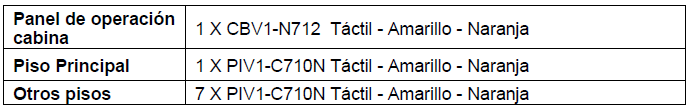 Panel de operación
cabina
1 X CBV1-N712  Táctil - Amarillo - Naranja
Piso Principal
1 X PIV1-C710N Táctil - Amarillo - Naranja
Otros pisos
7 X PIV1-C710N Táctil - Amarillo - Naranja